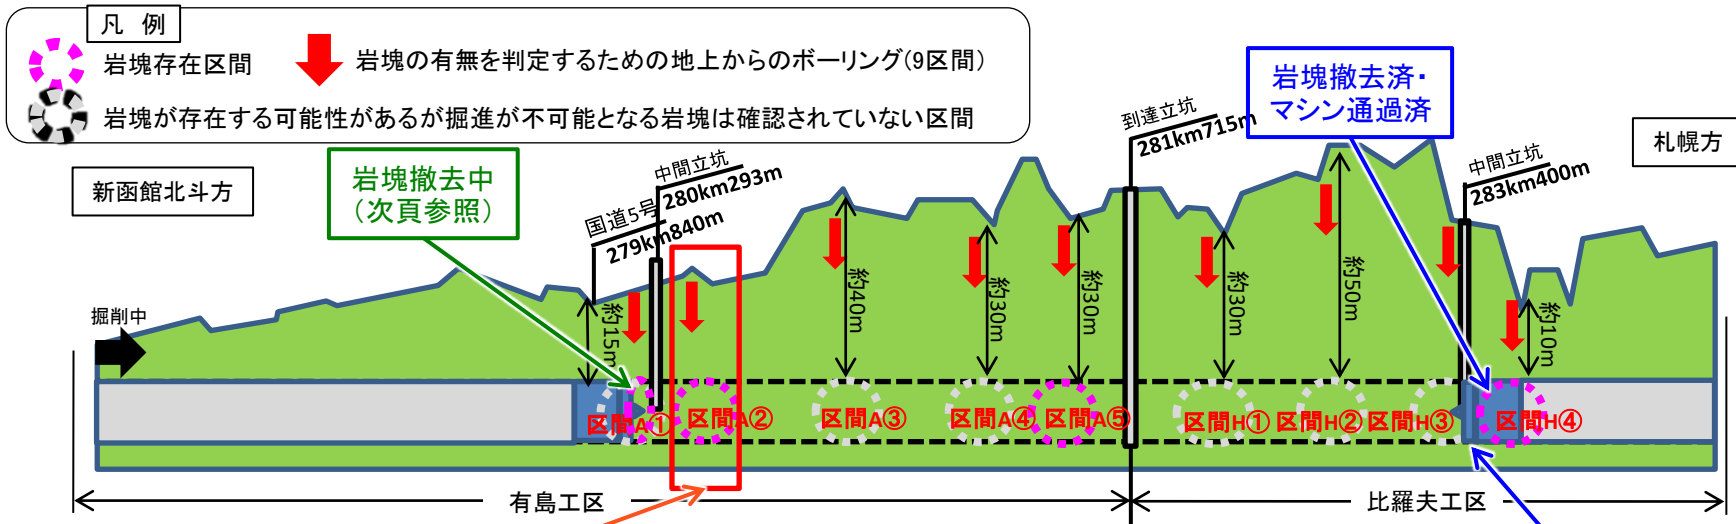 凡 例
岩塊存在区間
岩塊の有無を判定するための地上からのボーリング(9区間)
岩塊が存在する可能性があるが掘進が不可能となる岩塊は確認されていない区間
新函館北斗方
札幌方
岩塊撤去中
(次頁参照)
岩塊撤去済・
マシン通過済
国道5号
279km840m
中間立坑
280km293m
到達立坑
281km715m
中間立坑
283km400m
掘削中
約15m
約40m
約30m
約30m
約30m
約50m
約10m
区間A①
区間A②
区間A③
区間A④
区間A⑤
区間H①
区間H②
区間H③
区間H④
有島工区
比羅夫工区